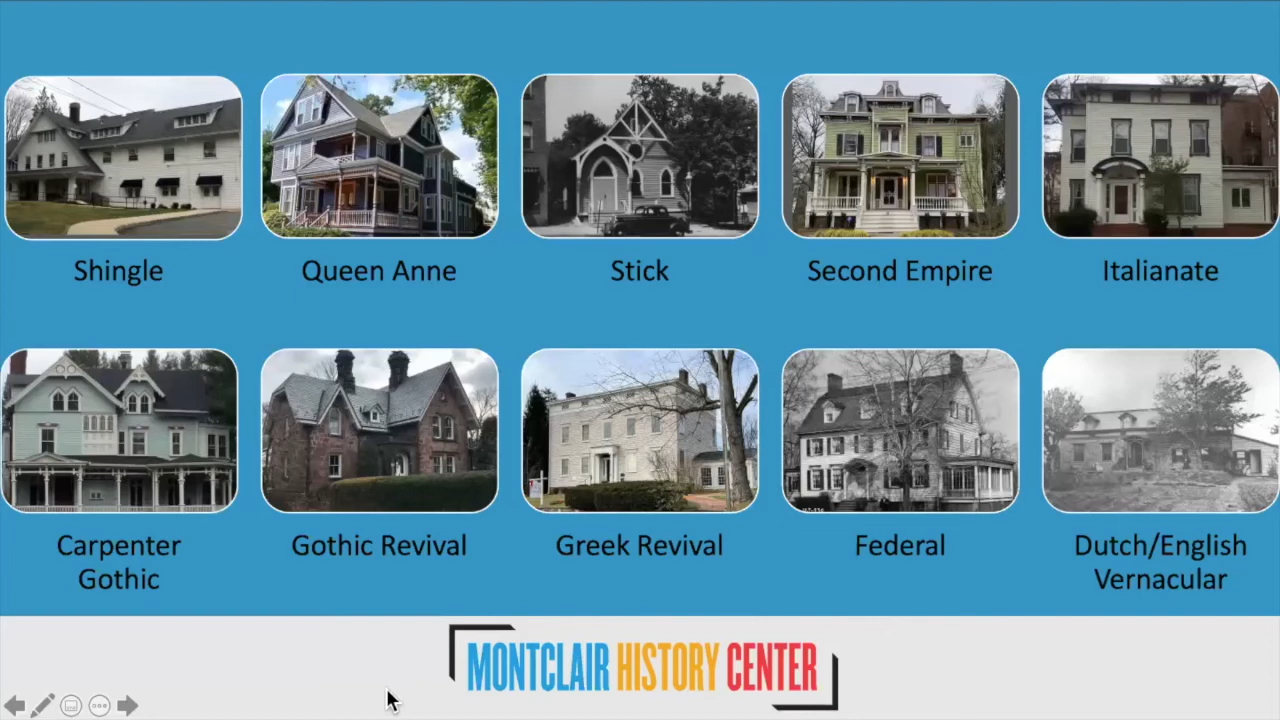 Shingle
Queen Anne
Stick
Second Empire
Italianate
Carpenter
Gothic
Gothic Revival
Greek Revival
Federal
Dutch/English
Vernacular
MONTCLAIR HISTORY CENTER